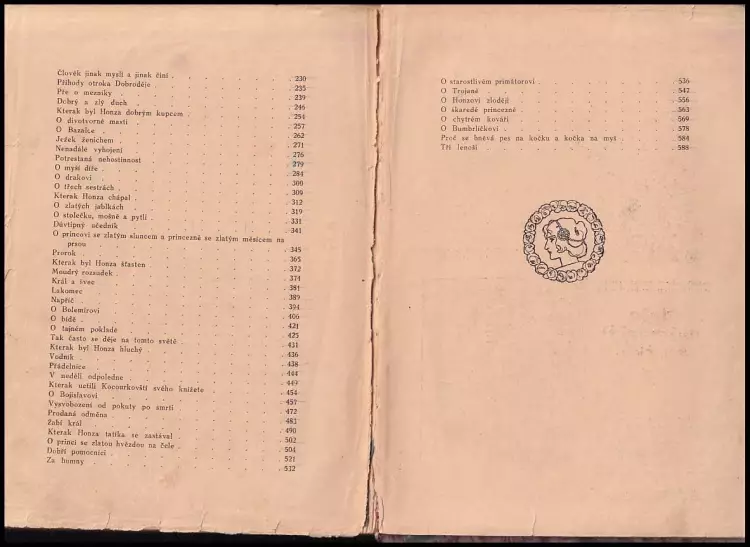 Člověk jinak myslí a jinak činí . . . . . 230
Příhody otroka Dobroděje . . . . . 235
Pře o mezníky . . . . . 239
Dobrý a zlý duch . . . . . 246
Kterak byl Honza dobrým kupcem . . . . . 254
O divotvorné masti . . . . . 257
O Bazalce . . . . . 262
Ježek ženichem . . . . . 271
Nenadálé vyhojení . . . . . 276
Potrestaná nehostinnost . . . . . 279
O myší díře . . . . . 284
O drakovi . . . . . 300
O třech sestrách . . . . . 309
Kterak Honza chápal . . . . . 312
O zlatých jablkách . . . . . 319
O stolečku, mošně a pytli . . . . . 331
Důvtipný učedník . . . . . 341
O princovi se zlatým sluncem a princezně se zlatým měsícem na
prsou . . . . . 345
Prorok . . . . . 365
Kterak byl Honza šťasten . . . . . 372
Moudrý rozsudek . . . . . 374
Král a švec . . . . . 381
Lakomec . . . . . 389
Napříč . . . . . 394
O Bolemírovi . . . . . 406
O bídě . . . . . 421
O tajném pokladě . . . . . 425
Tak často se děje na tomto světě . . . . . 431
Kterak byl Honza hluchý . . . . . 436
Vodník . . . . . 438
Přádelnice . . . . . 444
V neděli odpoledne . . . . . 449
Kterak uctili Kocourkovští svého knížete . . . . . 454
O Bojislavovi . . . . . 457
Vysvobození od pokuty po smrti . . . . . 472
Prodaná odměna . . . . . 483
Žabí král . . . . . 490
Kterak Honza tatíka se zastával . . . . . 502
O princi se zlatou hvězdou na čele . . . . . 504
Dobří pomocníci . . . . . 521
Za humny . . . . . 532
O starostlivém primátorovi . . . . . 536
O Trojaně . . . . . 542
O Honzovi zloději . . . . . 556
O škaredé princezně . . . . . 563
O chytrém kováři . . . . . 569
O Bumbrlíčkovi . . . . . 578
Proč se hněvá pes na kočku a kočka na myš . . . . . 584
Tři lenoši . . . . . 588